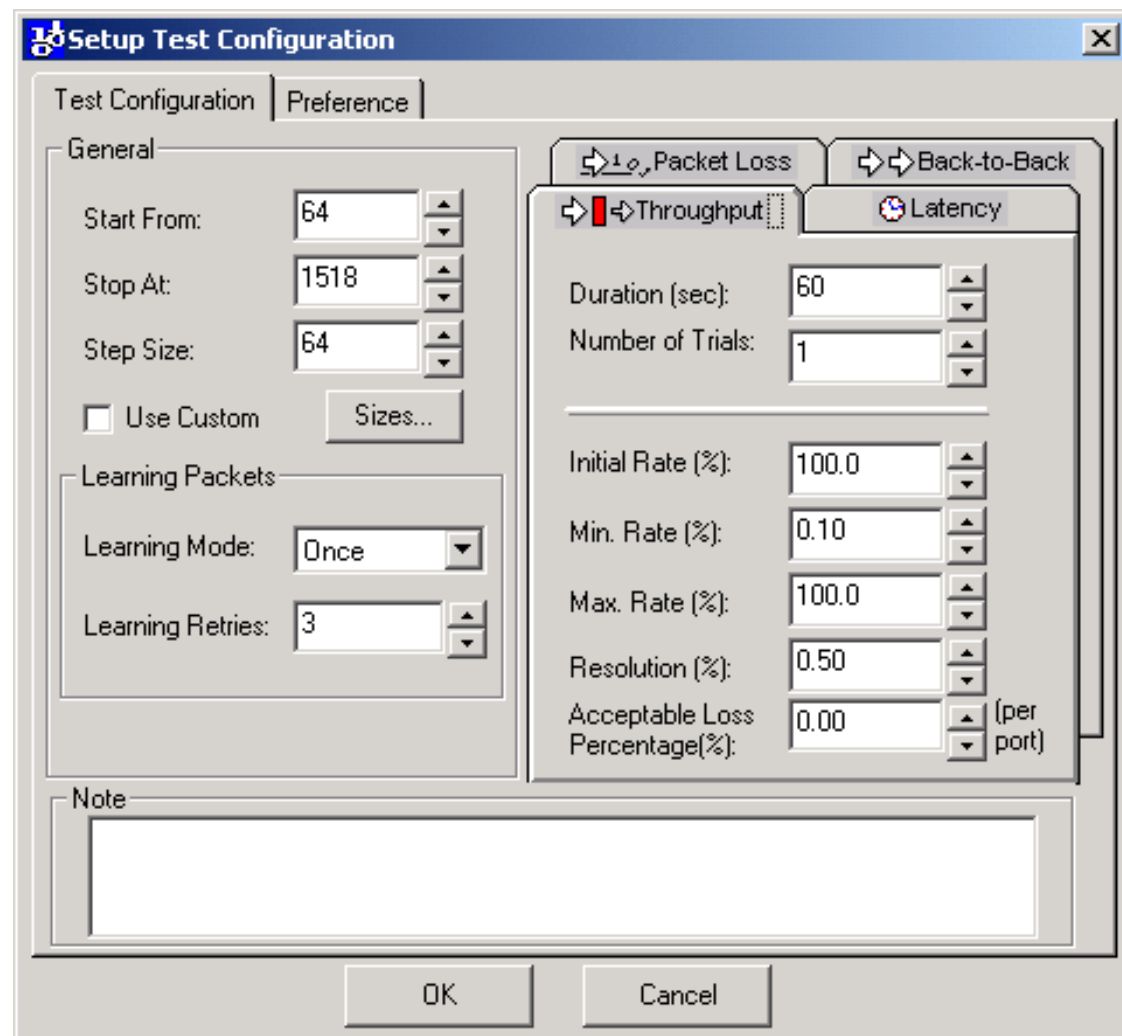 Setup Test Configuration
Test Configuration
Preference
General
Start From: 64
Stop At: 1518
Step Size: 64
Use Custom
Sizes...
Learning Packets
Learning Mode: Once
Learning Retries: 3
Packet Loss
Back-to-Back
Throughput
Latency
Duration (sec): 60
Number of Trials: 1
Initial Rate (%): 100.0
Min. Rate (%): 0.10
Max. Rate (%): 100.0
Resolution (%): 0.50
Acceptable Loss
Percentage(%): 0.00 (per
port)
Note
OK
Cancel